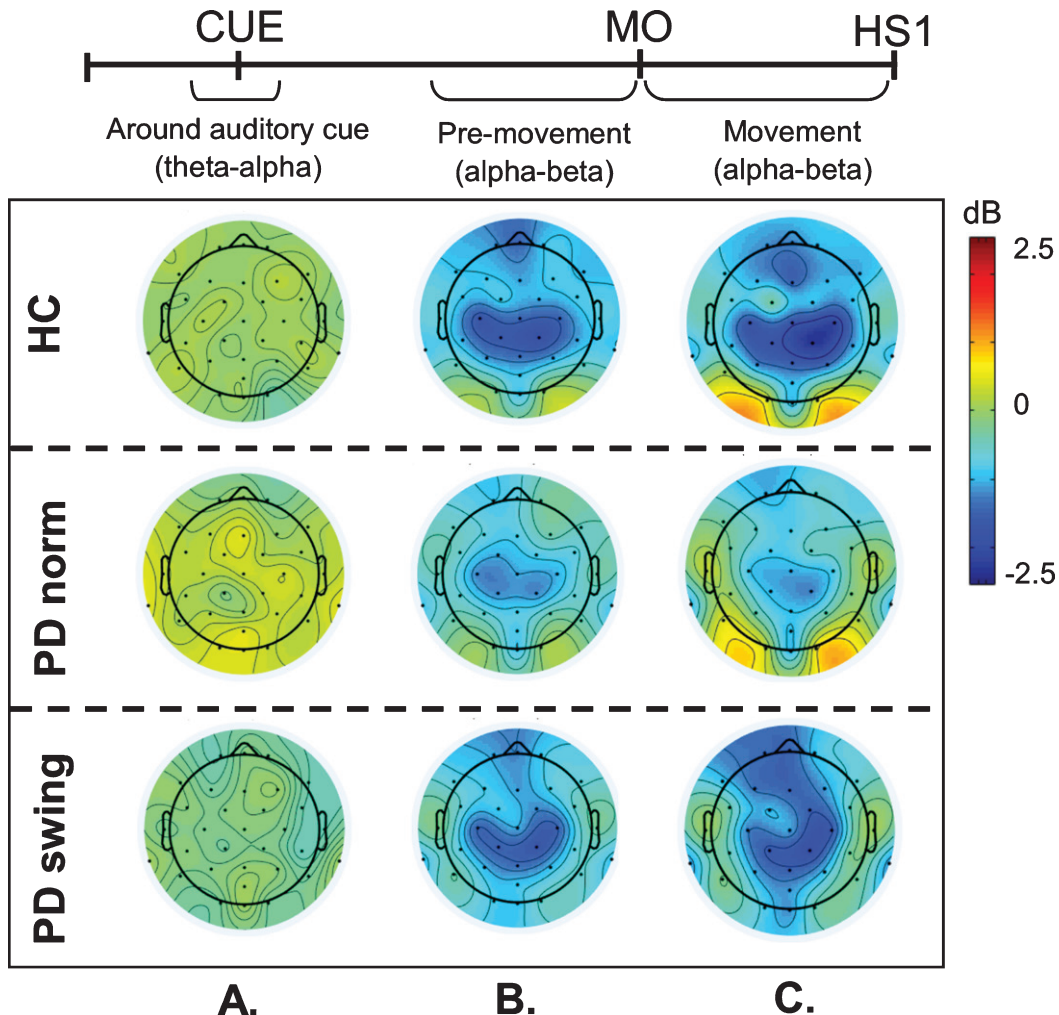 CUE MO HS1
Around auditory cue
(theta-alpha)
Pre-movement
(alpha-beta)
Movement
(alpha-beta)
dB
2.5
0
-2.5
HC
PD norm
PD swing
A. B. C.